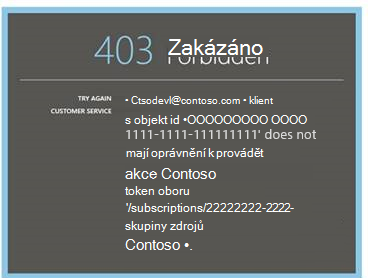 403 Zakázáno
Forbidden
TRY AGAIN
CUSTOMER SERVICE
• Ctsodevl@contoso.com • klient
s objekt id •OOOOOOOOO OOOO
1111-1111-111111111' does not
mají oprávnění k provádět
akce Contoso
token oboru
'/subscriptions/22222222-2222-
skupiny zdrojů
Contoso •.